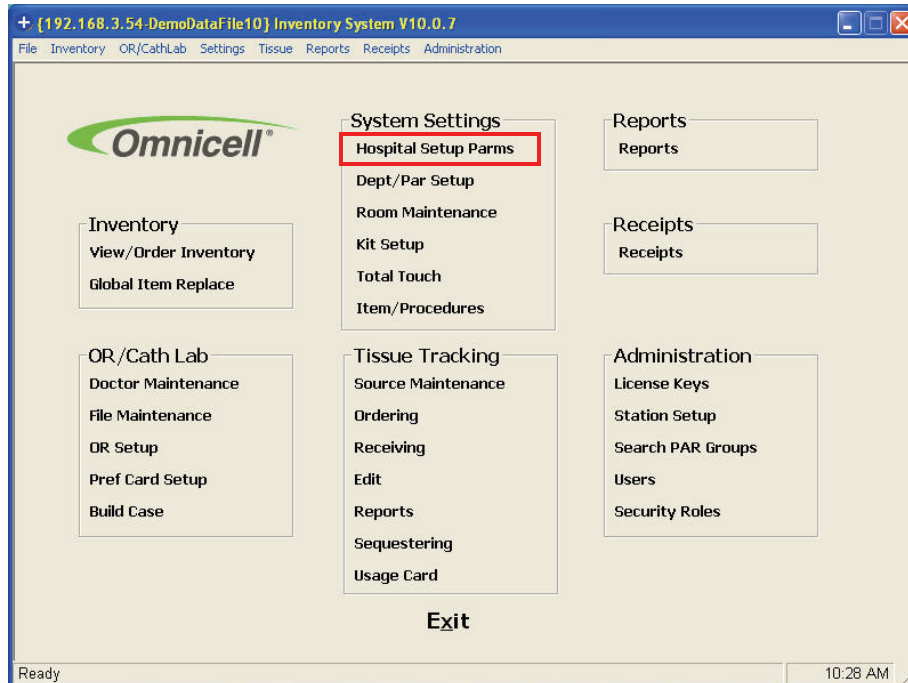 {192.168.3.54-DemoDataFile10} Inventory System V10.0.7
File Inventory OR/CathLab Settings Tissue Reports Receipts Administration
Omnicell®
Inventory
View/Order Inventory
Global Item Replace
System Settings
Hospital Setup Parms
Dept/Par Setup
Room Maintenance
Kit Setup
Total Touch
Item/Procedures
Reports
Reports
Receipts
Receipts
OR/Cath Lab
Doctor Maintenance
File Maintenance
OR Setup
Pref Card Setup
Build Case
Tissue Tracking
Source Maintenance
Ordering
Receiving
Edit
Reports
Sequestering
Usage Card
Administration
License Keys
Station Setup
Search PAR Groups
Users
Security Roles
Exit
Ready 10:28 AM